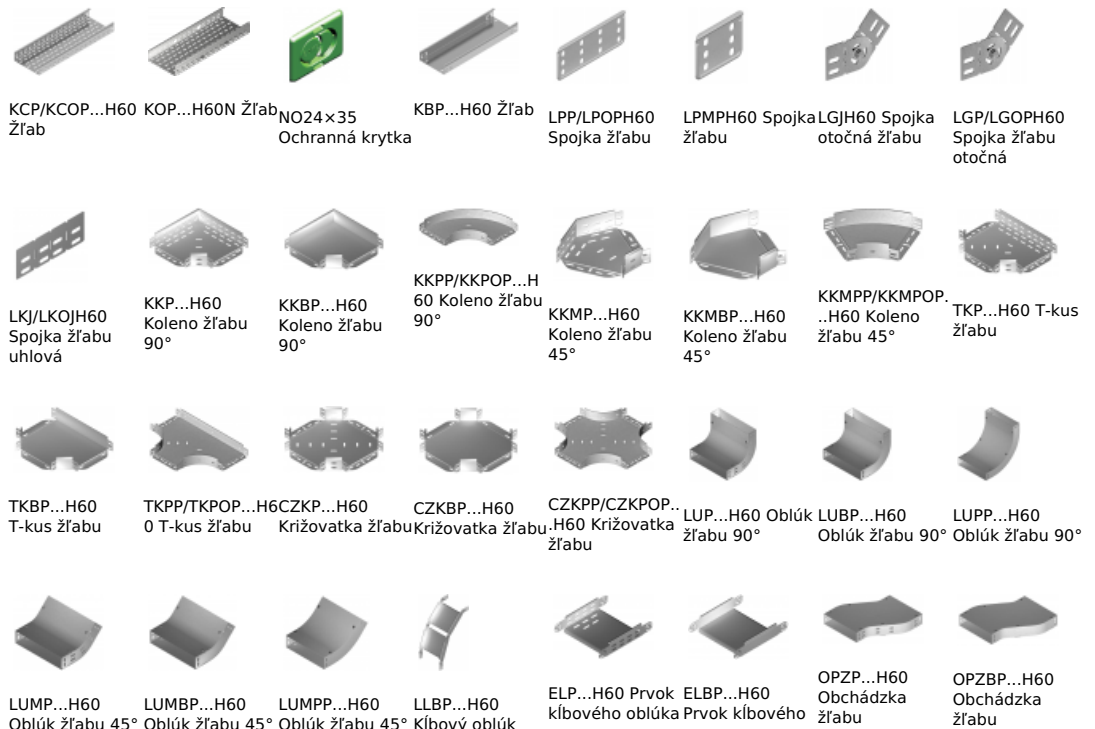 KCP/KCOP...H60
Žľab
KOP...H60N Žľab
NO24×35
Ochranná krytka
KBP...H60 Žľab
LPP/LPOPH60
Spojka žľabu
LPMPH60 Spojka
žľabu
LGJH60 Spojka
otočná žľabu
LGP/LGOPH60
Spojka žľabu
otočná
LKJ/LKOJH60
Spojka žľabu
uhlová
KKP...H60
Koleno žľabu
90°
KKBP...H60
Koleno žľabu
90°
KKPP/KKPOP...H
60 Koleno žľabu
90°
KKMP...H60
Koleno žľabu
45°
KKMBP...H60
Koleno žľabu
45°
KKMPP/KKMPOP.
..H60 Koleno
žľabu 45°
TKP...H60 T-kus
žľabu
TKBP...H60
T-kus žľabu
TKPP/TKPOP...H6
0 T-kus žľabu
CZKP...H60
Križovatka žľabu
CZKBP...H60
Križovatka žľabu
CZKPP/CZKPOP..
.H60 Križovatka
žľabu
LUP...H60 Oblúk
žľabu 90°
LUBP...H60
Oblúk žľabu 90°
LUPP...H60
Oblúk žľabu 90°
LUMP...H60
Oblúk žľabu 45°
LUMBP...H60
Oblúk žľabu 45°
LUMPP...H60
Oblúk žľabu 45°
LLBP...H60
Kĺbový oblúk
ELP...H60 Prvok
kĺbového oblúka
ELBP...H60
Prvok kĺbového
OPZP...H60
Obchádzka
žľabu
OPZBP...H60
Obchádzka
žľabu